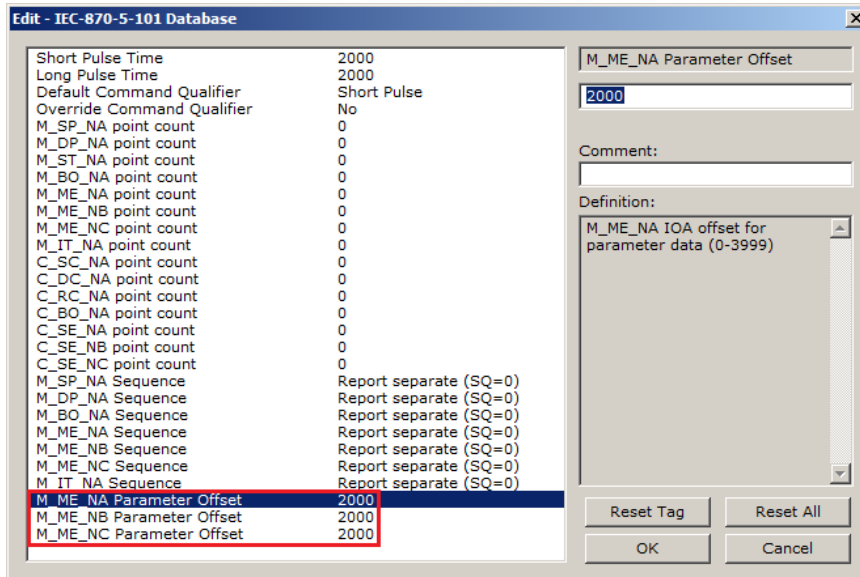 Edit - IEC-870-5-101 Database
Short Pulse Time 2000
Long Pulse Time 2000
Default Command Qualifier Short Pulse
Override Command Qualifier No
M_SP_NA point count 0
M_DP_NA point count 0
M_ST_NA point count 0
M_BO_NA point count 0
M_ME_NA point count 0
M_ME_NB point count 0
M_ME_NC point count 0
M_IT_NA point count 0
C_SC_NA point count 0
C_DC_NA point count 0
C_RC_NA point count 0
C_BO_NA point count 0
C_SE_NA point count 0
C_SE_NB point count 0
C_SE_NC point count 0
M_SP_NA Sequence Report separate (SQ=0)
M_DP_NA Sequence Report separate (SQ=0)
M_BO_NA Sequence Report separate (SQ=0)
M_ME_NA Sequence Report separate (SQ=0)
M_ME_NB Sequence Report separate (SQ=0)
M_ME_NC Sequence Report separate (SQ=0)
M_IT_NA Sequence Report separate (SQ=0)
M_ME_NA Parameter Offset 2000
M_ME_NB Parameter Offset 2000
M_ME_NC Parameter Offset 2000
M_ME_NA Parameter Offset
2000
Comment:
Definition:
M_ME_NA IOA offset for
parameter data (0-3999)
Reset Tag Reset All
OK Cancel